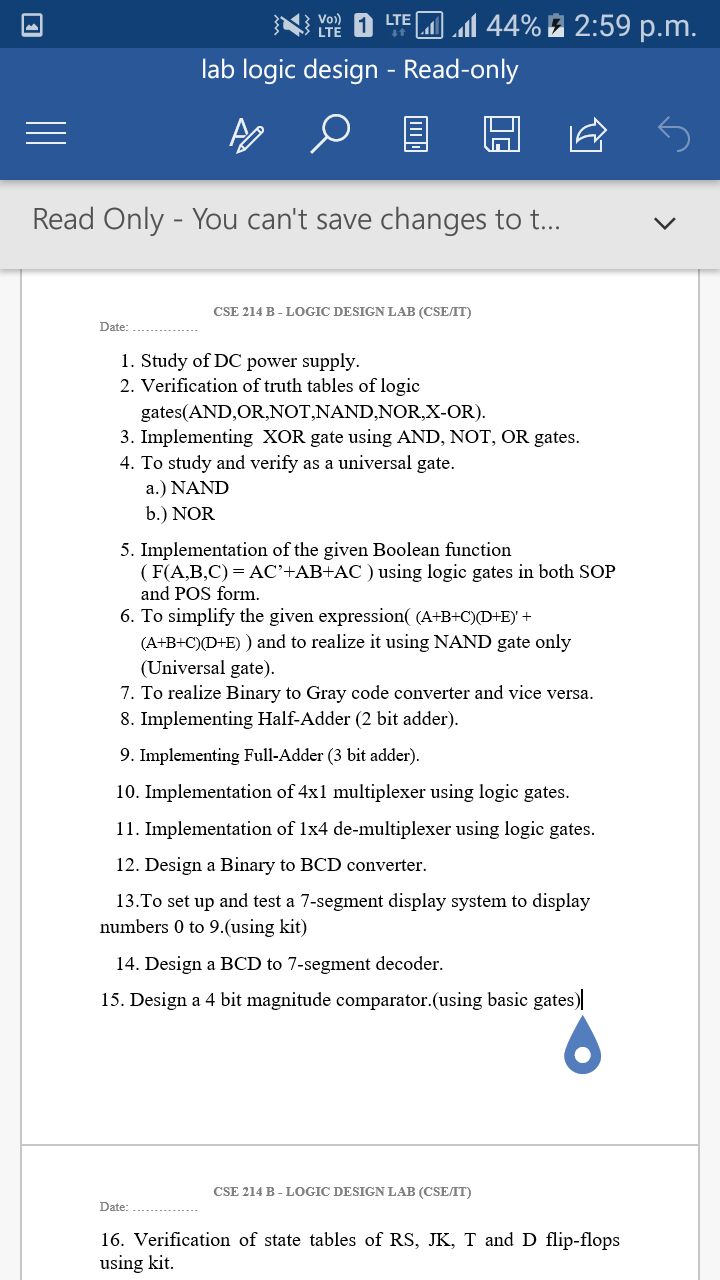 Vo)) LTE 1 LTE 44% 2:59 p.m.
lab logic design - Read-only
Read Only - You can't save changes to t...
CSE 214 B - LOGIC DESIGN LAB (CSE/IT)
Date: ...............
1. Study of DC power supply.
2. Verification of truth tables of logic
gates(AND,OR,NOT,NAND,NOR,X-OR).
3. Implementing XOR gate using AND, NOT, OR gates.
4. To study and verify as a universal gate.
a.) NAND
b.) NOR
5. Implementation of the given Boolean function
( F(A,B,C) = AC’+AB+AC ) using logic gates in both SOP
and POS form.
6. To simplify the given expression( (A+B+C)(D+E)' +
(A+B+C)(D+E) ) and to realize it using NAND gate only
(Universal gate).
7. To realize Binary to Gray code converter and vice versa.
8. Implementing Half-Adder (2 bit adder).
9. Implementing Full-Adder (3 bit adder).
10. Implementation of 4x1 multiplexer using logic gates.
11. Implementation of 1x4 de-multiplexer using logic gates.
12. Design a Binary to BCD converter.
13.To set up and test a 7-segment display system to display
numbers 0 to 9.(using kit)
14. Design a BCD to 7-segment decoder.
15. Design a 4 bit magnitude comparator.(using basic gates)
CSE 214 B - LOGIC DESIGN LAB (CSE/IT)
Date: ...............
16. Verification of state tables of RS, JK, T and D flip-flops
using kit.